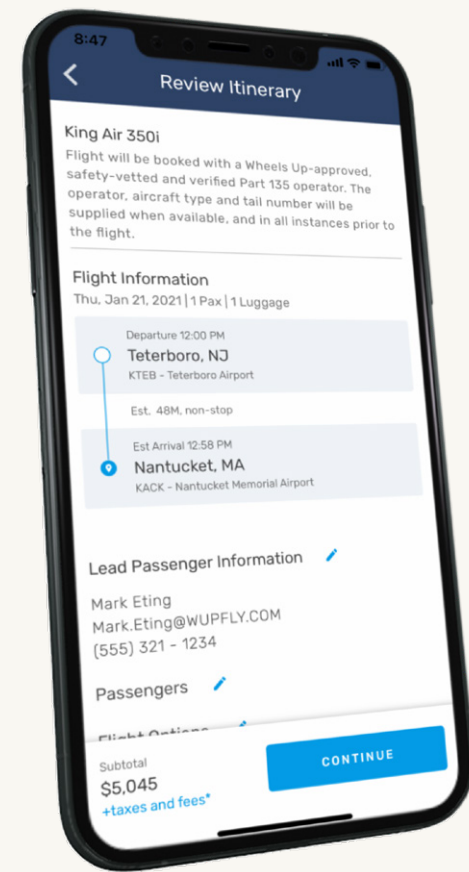 8:47
Review Itinerary
King Air 350i
Flight will be booked with a Wheels Up-approved,
safety-vetted and verified Part 135 operator. The
operator, aircraft type and tail number will be
supplied when available, and in all instances prior to
the flight.
Flight Information
Thu, Jan 21, 2021 | 1 Pax | 1 Luggage
Departure 12:00 PM
Teterboro, NJ
KTEB - Teterboro Airport
Est. 48M, non-stop
Est Arrival 12:58 PM
Nantucket, MA
KACK - Nantucket Memorial Airport
Lead Passenger Information
Mark Eting
Mark.Eting@WUPFLY.COM
(555) 321 - 1234
Passengers
Flight Options
Subtotal
$5,045
+taxes and fees*
CONTINUE